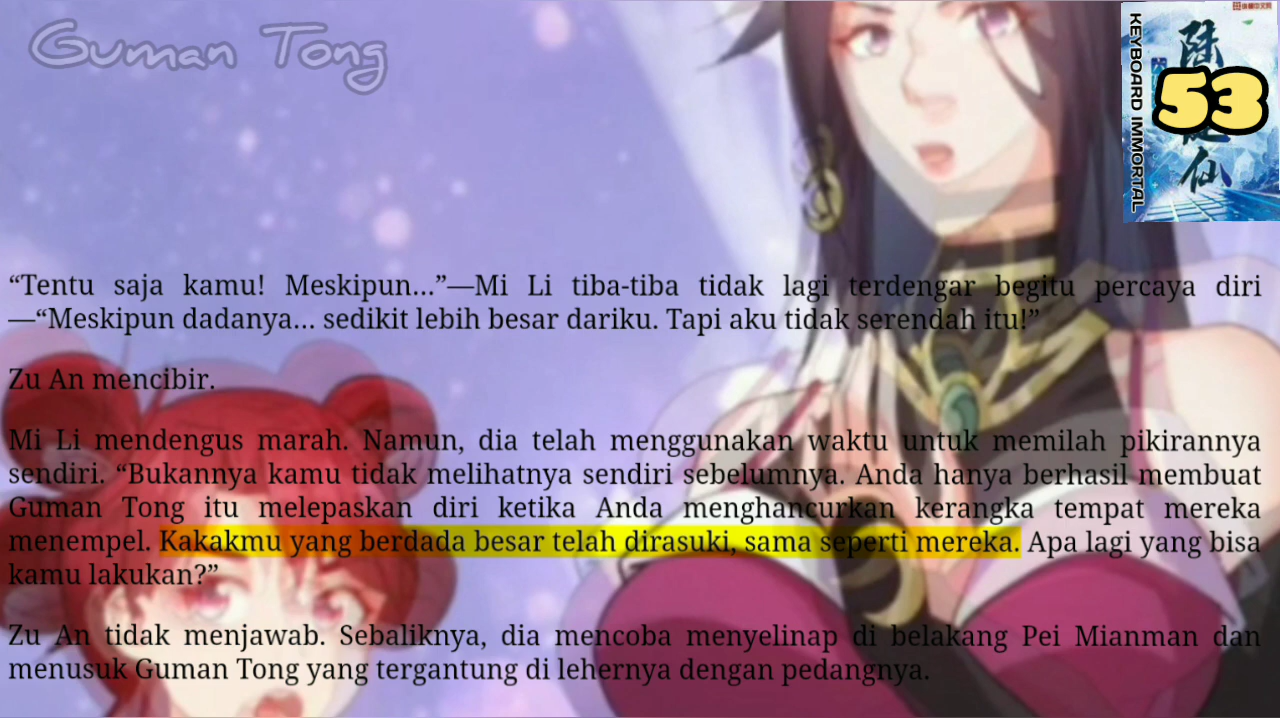 Guman Tong
KEYBOARD IMMORTAL
53
仙
“Tentu saja kamu! Meskipun...”—Mi Li tiba-tiba tidak lagi terdengar begitu percaya diri
—“Meskipun dadanya... sedikit lebih besar dariku. Tapi aku tidak serendah itu!”
Zu An mencibir.
Mi Li mendengus marah. Namun, dia telah menggunakan waktu untuk memilah pikirannya
sendiri. “Bukannya kamu tidak melihatnya sendiri sebelumnya. Anda hanya berhasil membuat
Guman Tong itu melepaskan diri ketika Anda menghancurkan kerangka tempat mereka
menempel. Kakakmu yang berdada besar telah dirasuki, sama seperti mereka. Apa lagi yang bisa
kamu lakukan?”
Zu An tidak menjawab. Sebaliknya, dia mencoba menyelinap di belakang Pei Mianman dan
menusuk Guman Tong yang tergantung di lehernya dengan pedangnya.